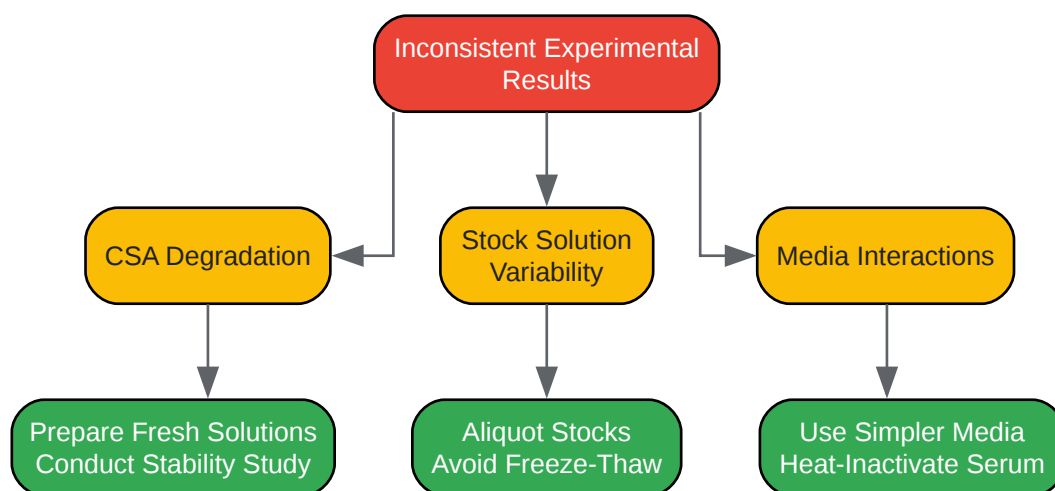 Inconsistent Experimental
Results
CSA Degradation
Stock Solution
Variability
Media Interactions
Prepare Fresh Solutions
Conduct Stability Study
Aliquot Stocks
Avoid Freeze-Thaw
Use Simpler Media
Heat-Inactivate Serum